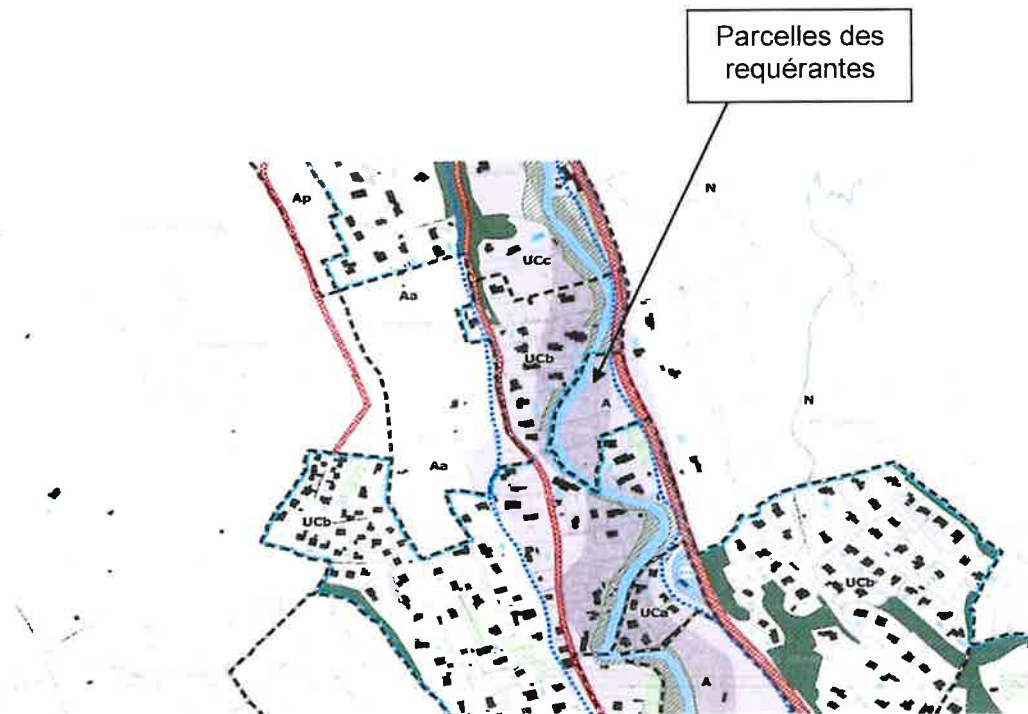 Parcelles des
requérantes
N
Ap
UCc
Aa
UCb
A
N
Aa
UCb
UCb
UCa
A